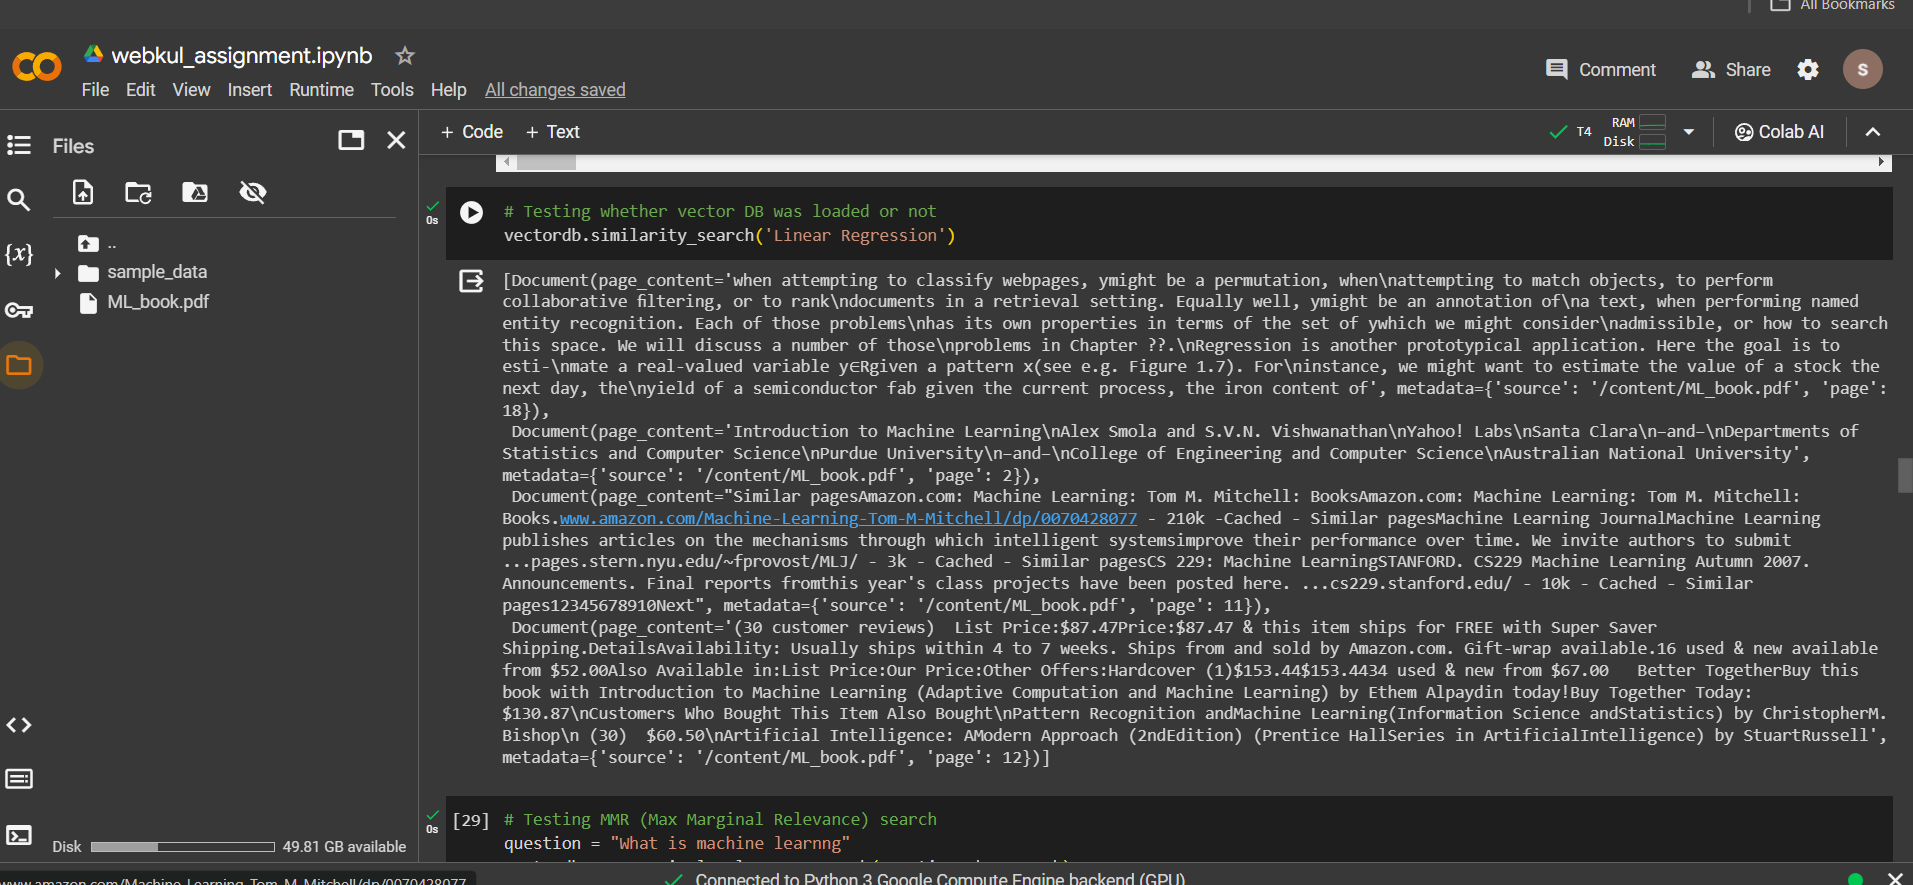 All Bookmarks
webkul_assignment.ipynb
File Edit View Insert Runtime Tools Help All changes saved
Comment Share S
Files
+ Code + Text
T4 RAM Disk Colab AI
{x}
..
sample_data
ML_book.pdf
0s
# Testing whether vector DB was loaded or not
vectordb.similarity_search('Linear Regression')
[Document(page_content='when attempting to classify webpages, ymight be a permutation, when\nattempting to match objects, to perform
collaborative filtering, or to rank\ndocuments in a retrieval setting. Equally well, ymight be an annotation of\na text, when performing named
entity recognition. Each of those problems\nhas its own properties in terms of the set of ywhich we might consider\nadmissible, or how to search
this space. We will discuss a number of those\nproblems in Chapter ??.\nRegression is another prototypical application. Here the goal is to
esti-\nmate a real-valued variable y∈Rgiven a pattern x(see e.g. Figure 1.7). For\ninstance, we might want to estimate the value of a stock the
next day, the\nyield of a semiconductor fab given the current process, the iron content of', metadata={'source': '/content/ML_book.pdf', 'page':
18}),
Document(page_content='Introduction to Machine Learning\nAlex Smola and S.V.N. Vishwanathan\nYahoo! Labs\nSanta Clara\n–and–\nDepartments of
Statistics and Computer Science\nPurdue University\n–and–\nCollege of Engineering and Computer Science\nAustralian National University',
metadata={'source': '/content/ML_book.pdf', 'page': 2}),
Document(page_content="Similar pagesAmazon.com: Machine Learning: Tom M. Mitchell: BooksAmazon.com: Machine Learning: Tom M. Mitchell:
Books.www.amazon.com/Machine-Learning-Tom-M-Mitchell/dp/0070428077 - 210k -Cached - Similar pagesMachine Learning JournalMachine Learning
publishes articles on the mechanisms through which intelligent systemsimprove their performance over time. We invite authors to submit
...pages.stern.nyu.edu/~fprovost/MLJ/ - 3k - Cached - Similar pagesCS 229: Machine LearningSTANFORD. CS229 Machine Learning Autumn 2007.
Announcements. Final reports fromthis year's class projects have been posted here. ...cs229.stanford.edu/ - 10k - Cached - Similar
pages12345678910Next", metadata={'source': '/content/ML_book.pdf', 'page': 11}),
Document(page_content='(30 customer reviews)  List Price:$87.47Price:$87.47 & this item ships for FREE with Super Saver
Shipping.DetailsAvailability: Usually ships within 4 to 7 weeks. Ships from and sold by Amazon.com. Gift-wrap available.16 used & new available
from $52.00Also Available in:List Price:Our Price:Other Offers:Hardcover (1)$153.44$153.4434 used & new from $67.00   Better TogetherBuy this
book with Introduction to Machine Learning (Adaptive Computation and Machine Learning) by Ethem Alpaydin today!Buy Together Today:
$130.87\nCustomers Who Bought This Item Also Bought\nPattern Recognition andMachine Learning(Information Science andStatistics) by ChristopherM.
Bishop\n (30)  $60.50\nArtificial Intelligence: AModern Approach (2ndEdition) (Prentice HallSeries in ArtificialIntelligence) by StuartRussell',
metadata={'source': '/content/ML_book.pdf', 'page': 12})]
0s
[29] # Testing MMR (Max Marginal Relevance) search
question = "What is machine learnng"
Disk 49.81 GB available
www.amazon.com/Machine-Learning-Tom-M-Mitchell/dp/0070428077
Connected to Python 3 Google Compute Engine backend (GPU)